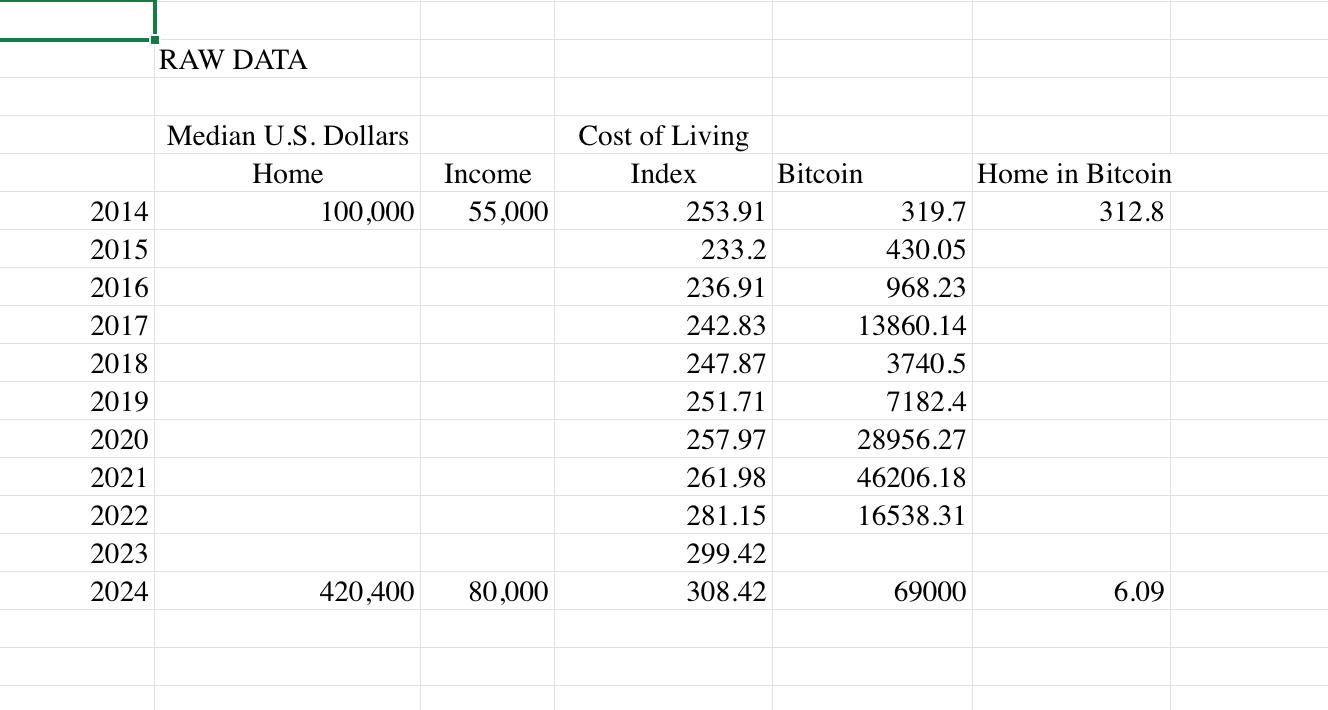 RAW DATA
Median U.S. Dollars Cost of Living
Home Income Index Bitcoin Home in Bitcoin
2014 100,000 55,000 253.91 319.7 312.8
2015 233.2 430.05
2016 236.91 968.23
2017 242.83 13860.14
2018 247.87 3740.5
2019 251.71 7182.4
2020 257.97 28956.27
2021 261.98 46206.18
2022 281.15 16538.31
2023 299.42
2024 420,400 80,000 308.42 69000 6.09